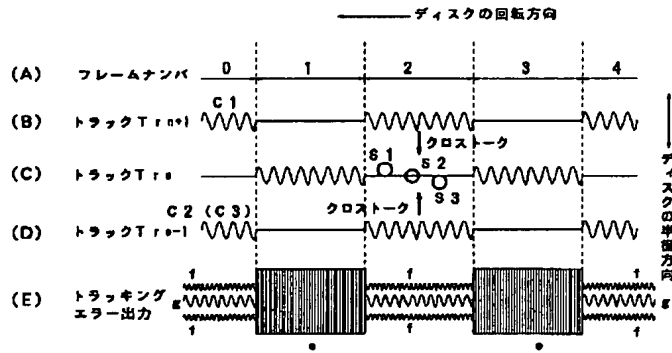 ディスクの回転方向
(A) フレームナンバ 0 1 2 3 4
(B) トラックTrn+1 C1
クロストーク
(C) トラックTrn S1 S2 S3
C2 (C3) クロストーク
(D) トラックTrn-1
f f f
(E) トラッキングエラー出力 g g
f f f
ディスクの半径方向